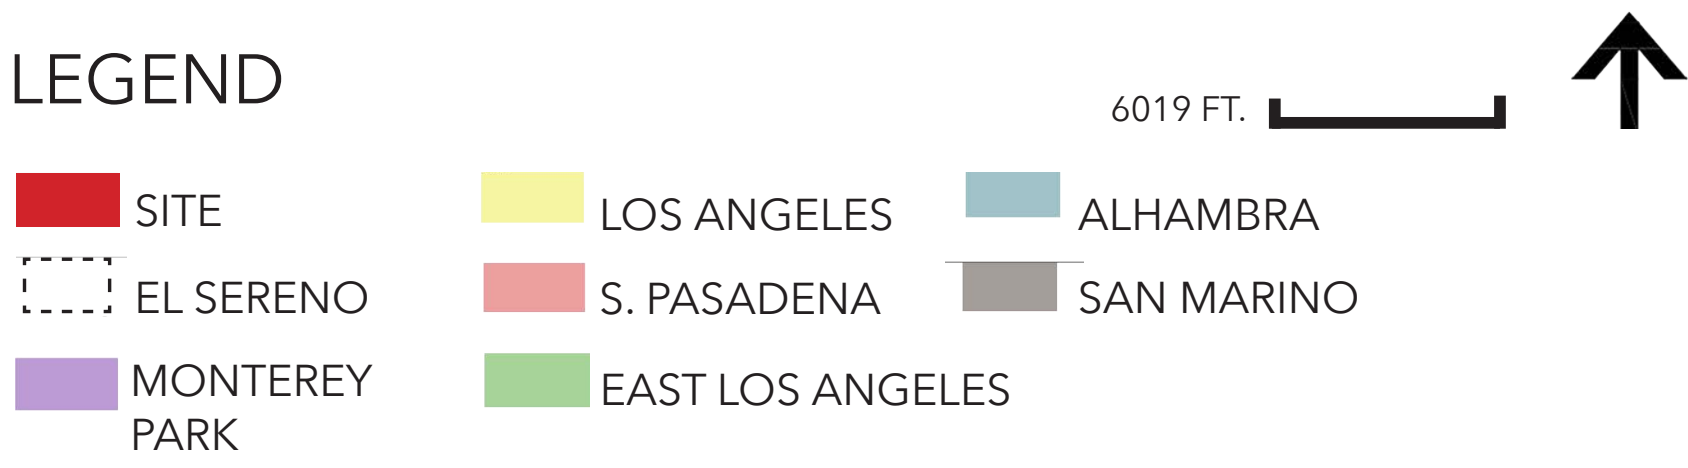 LEGEND
6019 FT.
SITE
LOS ANGELES
ALHAMBRA
EL SERENO
S. PASADENA
SAN MARINO
MONTEREY
PARK
EAST LOS ANGELES